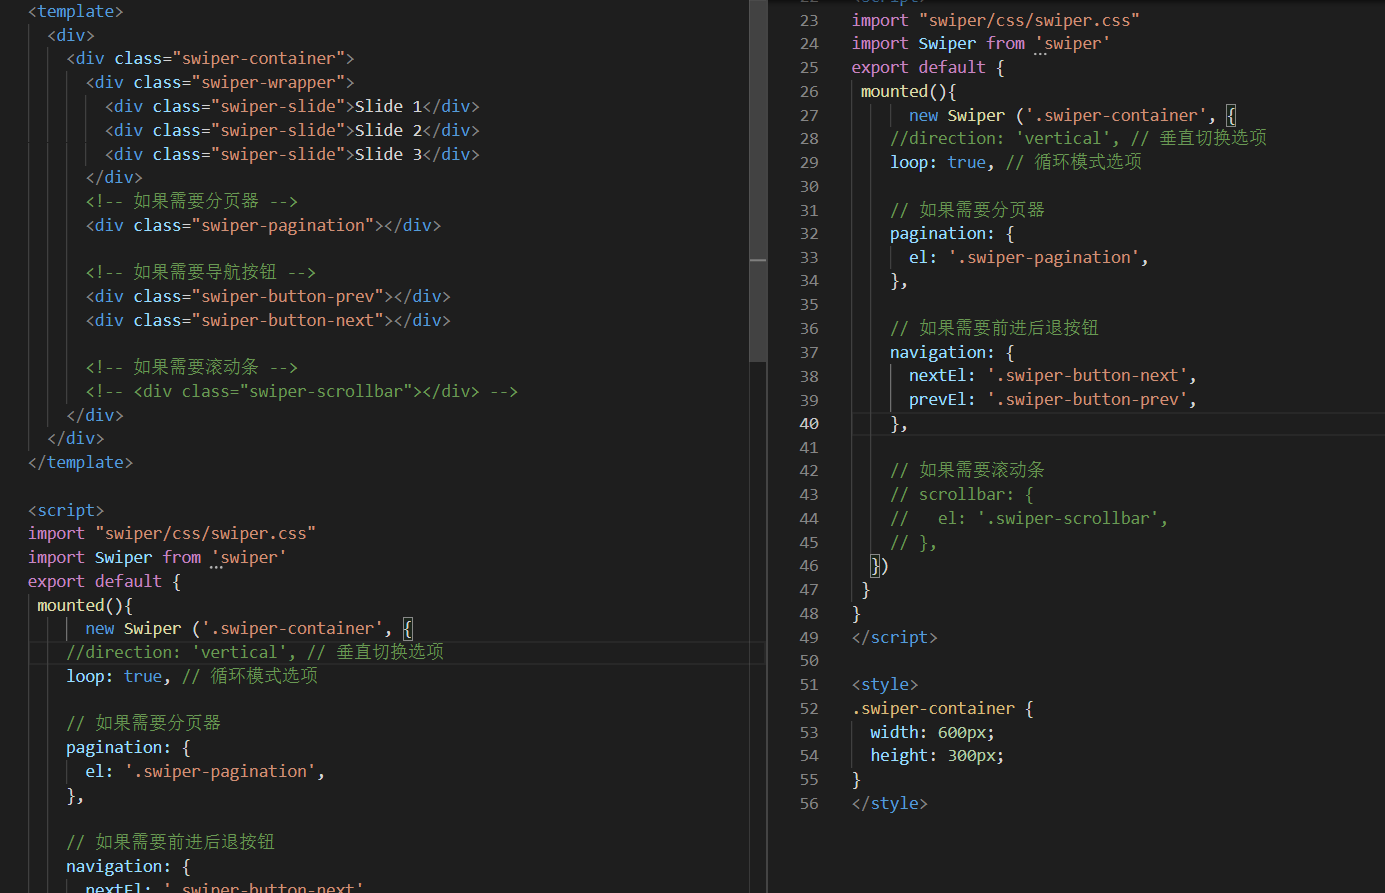 <template>
<div>
<div class="swiper-container">
<div class="swiper-wrapper">
<div class="swiper-slide">Slide 1</div>
<div class="swiper-slide">Slide 2</div>
<div class="swiper-slide">Slide 3</div>
</div>
<!-- 如果需要分页器 -->
<div class="swiper-pagination"></div>
<!-- 如果需要导航按钮 -->
<div class="swiper-button-prev"></div>
<div class="swiper-button-next"></div>
<!-- 如果需要滚动条 -->
<!-- <div class="swiper-scrollbar"></div> -->
</div>
</div>
</template>
<script>
import "swiper/css/swiper.css"
import Swiper from 'swiper'
export default {
mounted(){
new Swiper ('.swiper-container', {
//direction: 'vertical', // 垂直切换选项
loop: true, // 循环模式选项
// 如果需要分页器
pagination: {
el: '.swiper-pagination',
},
// 如果需要前进后退按钮
navigation: {
nextEl: '.swiper-button-next',
23 import "swiper/css/swiper.css"
24 import Swiper from 'swiper'
25 export default {
26 mounted(){
27 new Swiper ('.swiper-container', {
28 //direction: 'vertical', // 垂直切换选项
29 loop: true, // 循环模式选项
30
31 // 如果需要分页器
32 pagination: {
33 el: '.swiper-pagination',
34 },
35
36 // 如果需要前进后退按钮
37 navigation: {
38 nextEl: '.swiper-button-next',
39 prevEl: '.swiper-button-prev',
40 },
41
42 // 如果需要滚动条
43 // scrollbar: {
44 // el: '.swiper-scrollbar',
45 // },
46 })
47 }
48 }
49 </script>
50
51 <style>
52 .swiper-container {
53 width: 600px;
54 height: 300px;
55 }
56 </style>